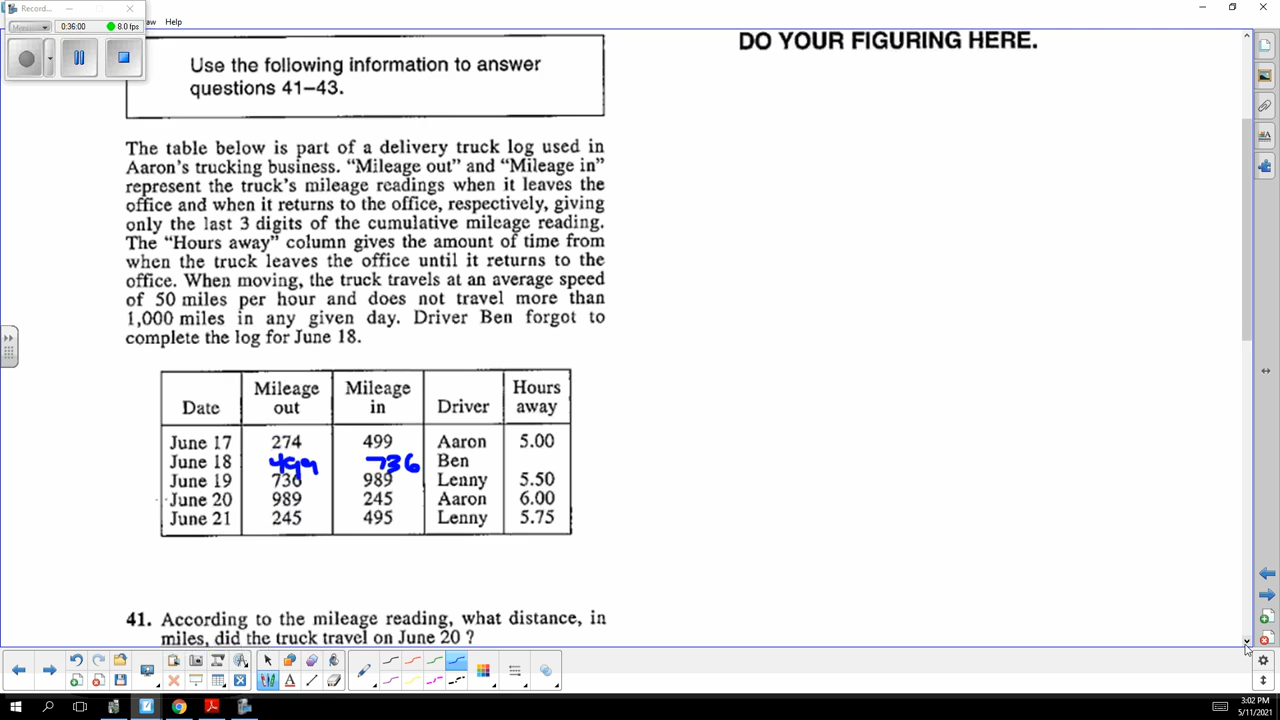 Record...
aw Help
0:36:00 8.0 fps
DO YOUR FIGURING HERE.
Use the following information to answer
questions 41–43.
The table below is part of a delivery truck log used in
Aaron's trucking business. “Mileage out” and “Mileage in”
represent the truck's mileage readings when it leaves the
office and when it returns to the office, respectively, giving
only the last 3 digits of the cumulative mileage reading.
The “Hours away” column gives the amount of time from
when the truck leaves the office until it returns to the
office. When moving, the truck travels at an average speed
of 50 miles per hour and does not travel more than
1,000 miles in any given day. Driver Ben forgot to
complete the log for June 18.
Date Mileage out Mileage in Driver Hours away
June 17 274 499 Aaron 5.00
June 18 499 736 Ben
June 19 736 989 Lenny 5.50
June 20 989 245 Aaron 6.00
June 21 245 495 Lenny 5.75
41. According to the mileage reading, what distance, in
miles, did the truck travel on June 20 ?
3:02 PM
5/11/2021